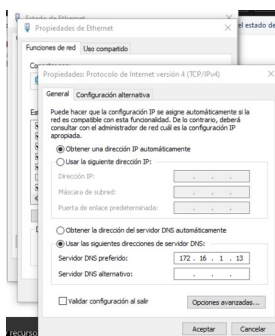 Estado de Ethernet
Propiedades de Ethernet
el estado de
Funciones de red
Uso compartido
Propiedades: Protocolo de Internet versión 4 (TCP/IPv4)
General
Configuración alternativa
Puede hacer que la configuración IP se asigne automáticamente si la
red es compatible con esta funcionalidad. De lo contrario, deberá
consultar con el administrador de red cuál es la configuración IP
apropiada.
Obtener una dirección IP automáticamente
Usar la siguiente dirección IP:
Dirección IP:
Máscara de subred:
Puerta de enlace predeterminada:
Obtener la dirección del servidor DNS automáticamente
Usar las siguientes direcciones de servidor DNS:
Servidor DNS preferido:
172 . 16 . 1 . 13
Servidor DNS alternativo:
Validar configuración al salir
Opciones avanzadas...
Aceptar
Cancelar
recurso